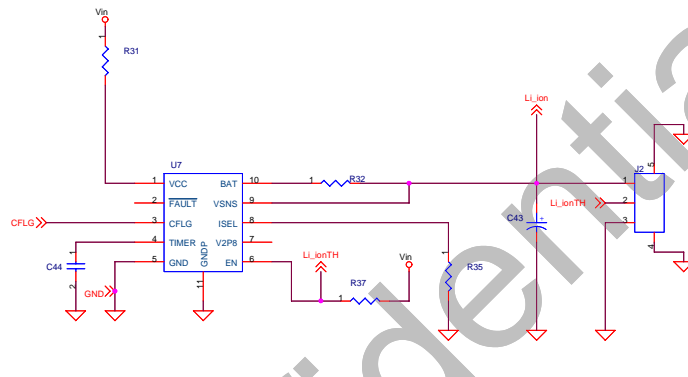 Vin
1
R31
Li_ion
U7
J2
5
1 VCC BAT 10 1 R32 1
2 FAULT VSNS 9 Li_ionTH 2
CFLG 3 CFLG ISEL 8 C43 + 3
4 TIMER V2P8 7
C44 1 5 GND GNDP EN 6 Li_ionTH Vin 1 R35 4
2 GND 11 1 R37
Confidential